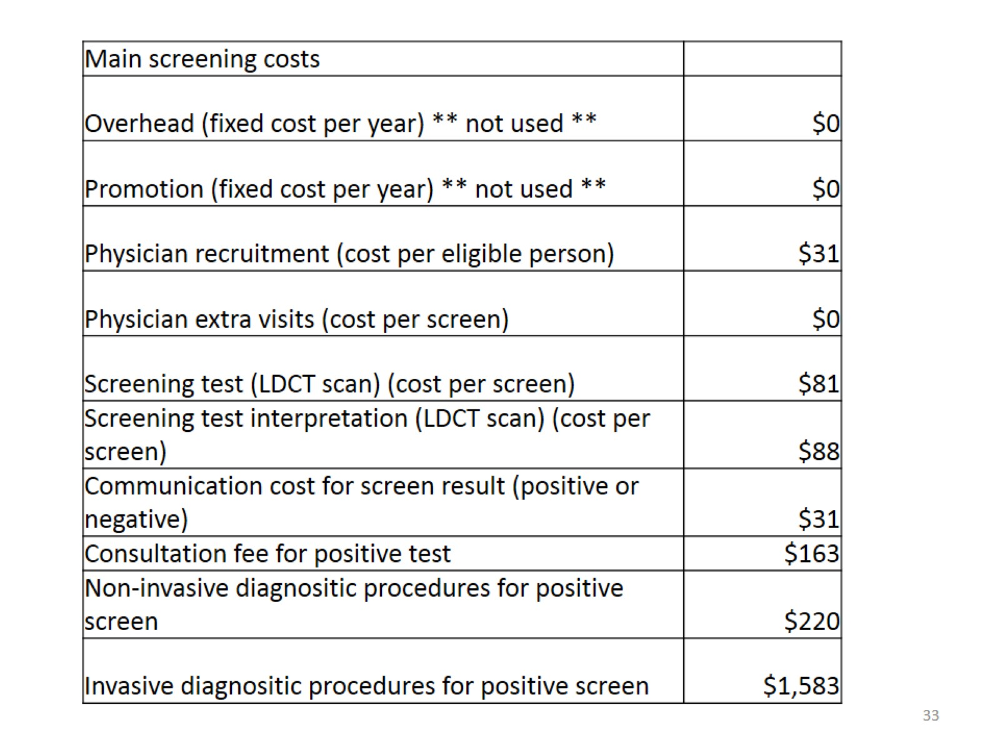 Main screening costs
Overhead (fixed cost per year) ** not used ** $0
Promotion (fixed cost per year) ** not used ** $0
Physician recruitment (cost per eligible person) $31
Physician extra visits (cost per screen) $0
Screening test (LDCT scan) (cost per screen) $81
Screening test interpretation (LDCT scan) (cost per
screen) $88
Communication cost for screen result (positive or
negative) $31
Consultation fee for positive test $163
Non-invasive diagnositic procedures for positive
screen $220
Invasive diagnositic procedures for positive screen $1,583
33